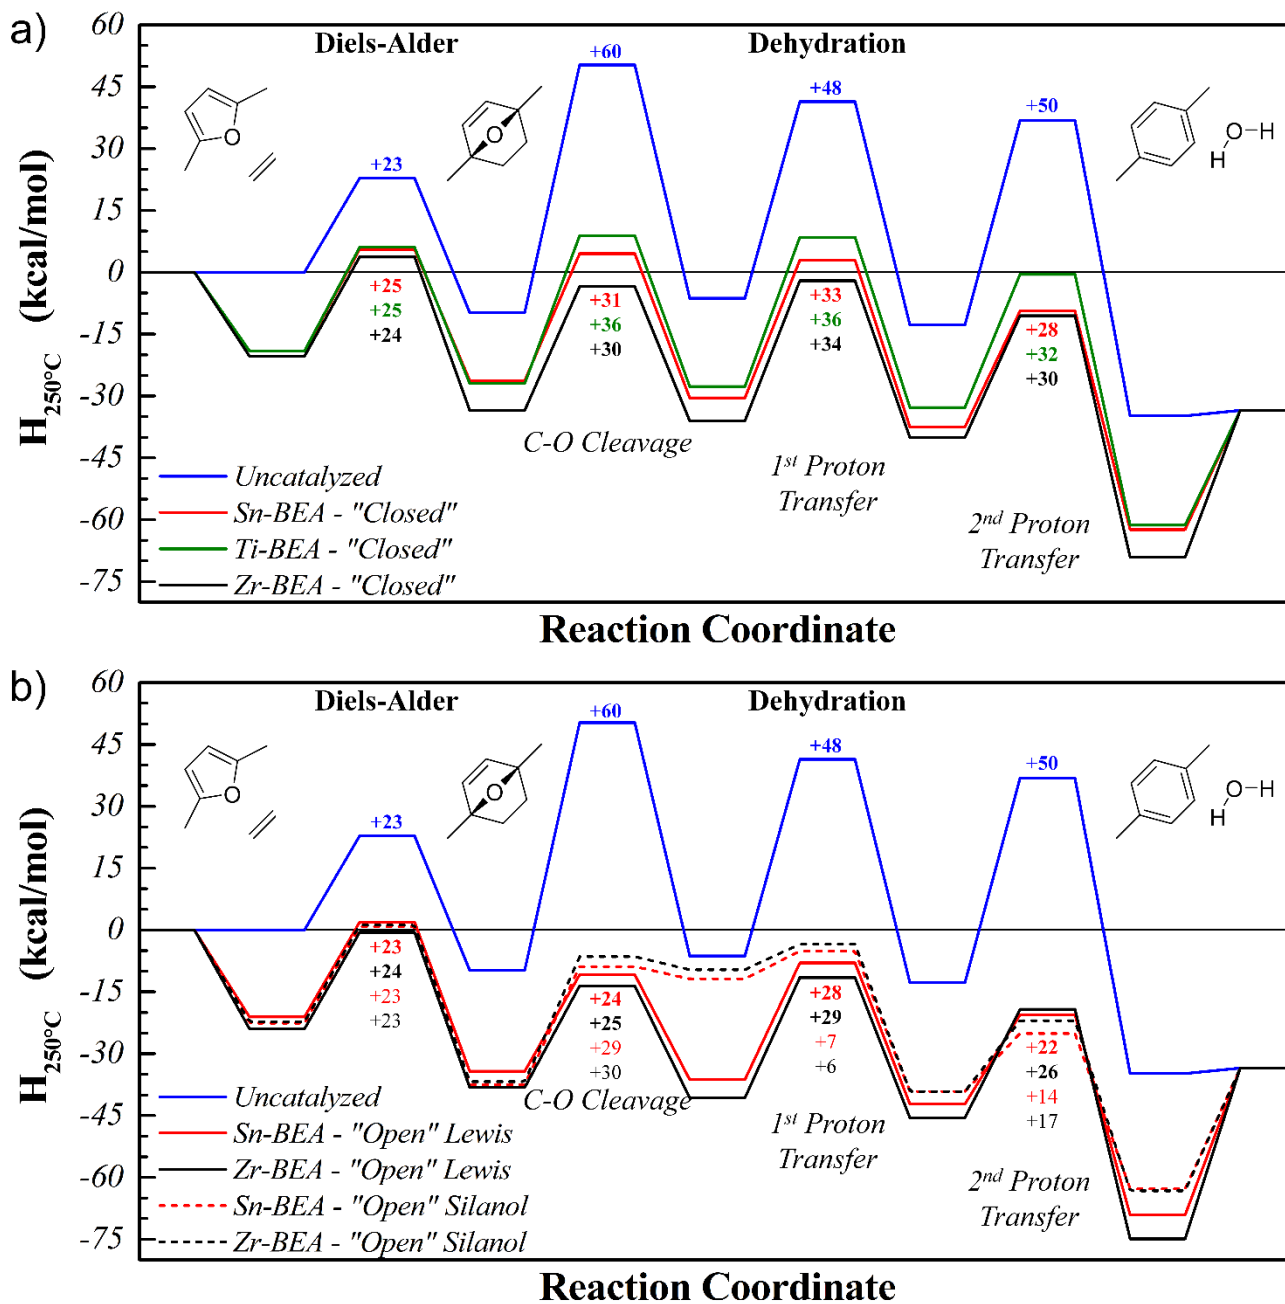 a)
60
45
30
15
0
-15
-30
-45
-60
-75
H250°C (kcal/mol)
Diels-Alder
Dehydration
+23
+60
+48
+50
O
O
O-H
H
+25
+25
+24
+31
+36
+30
+33
+36
+34
+28
+32
+30
C-O Cleavage
1st Proton
Transfer
2nd Proton
Transfer
Uncatalyzed
Sn-BEA - "Closed"
Ti-BEA - "Closed"
Zr-BEA - "Closed"
Reaction Coordinate
b)
60
45
30
15
0
-15
-30
-45
-60
-75
H250°C (kcal/mol)
Diels-Alder
Dehydration
+23
+60
+48
+50
O
O
O-H
H
+23
+24
+23
+23
+24
+25
+29
+30
+28
+29
+7
+6
+22
+26
+14
+17
C-O Cleavage
1st Proton
Transfer
2nd Proton
Transfer
Uncatalyzed
Sn-BEA - "Open" Lewis
Zr-BEA - "Open" Lewis
Sn-BEA - "Open" Silanol
Zr-BEA - "Open" Silanol
Reaction Coordinate